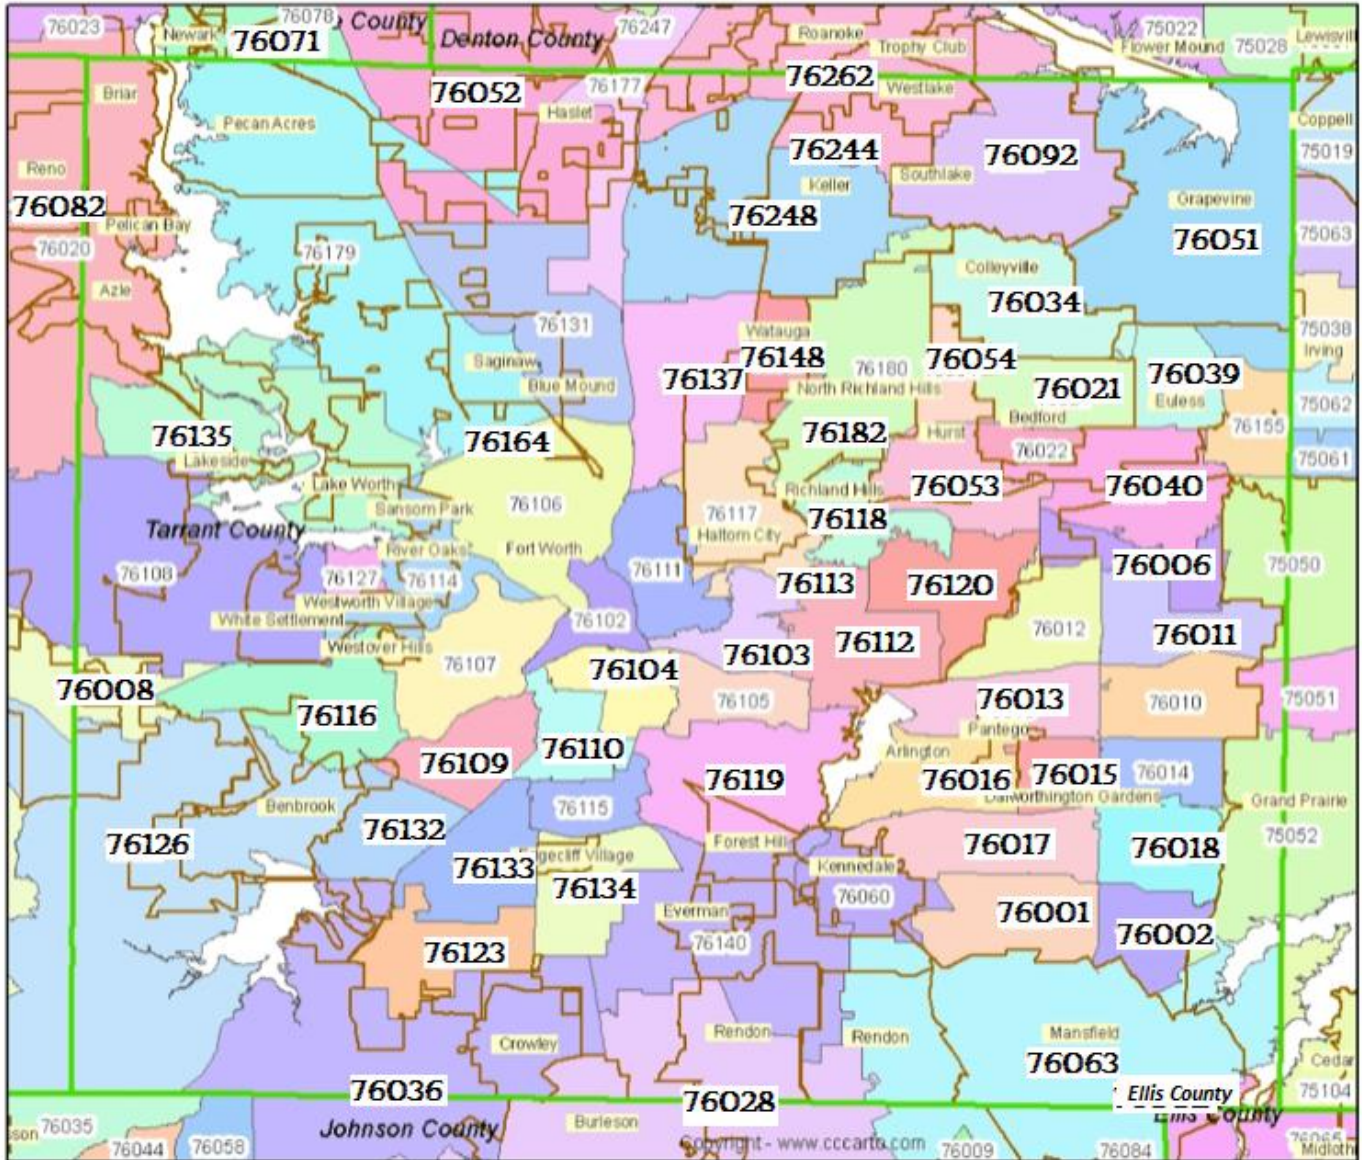 76023
76078
County
76247
75022
Newark
76071
Denton County
Roanoke
Trophy Club
Flower Mound
75028
Lewisvil
76262
76052
76177
Westlake
Briar
Haslet
Pecan Acres
Coppell
76244
76092
75019
Reno
Keller
Southlake
76082
Grapevine
Pelican Bay
76248
76051
75063
76020
76179
Colleyville
Azle
76034
76131
Watauga
75038
76148
76054
Irving
Saginaw
76180
76039
Blue Mound
76137
North Richland Hills
76021
Euless
75062
Bedford
76135
76164
76182
Hurst
76155
76022
Lakeside
75061
Lake Worth
Richland Hills
76053
76040
Sansom Park
76106
76117
76118
Tarrant County
Haltom City
River Oaks
Fort Worth
76108
76127
76114
76111
76113
76120
76006
75050
Westworth Village
White Settlement
76102
76012
76011
Westover Hills
76107
76104
76103
76112
76008
76105
76013
76010
75051
76116
Pantego
76110
Arlington
76109
76119
76016
76015
76014
Dalworthington Gardens
Benbrook
76115
Grand Prairie
76132
75052
76126
Forest Hill
76017
76018
76133
Edgecliff Village
Kennedale
76134
76060
Everman
76001
76140
76002
76123
Rendon
Rendon
Mansfield
Crowley
76063
Cedar
76036
Ellis County
75104
76028
Ellis County
76035
Johnson County
Burleson
son
76044
76058
Copyright - www.cccarto.com
76009
76084
76065
Midloth